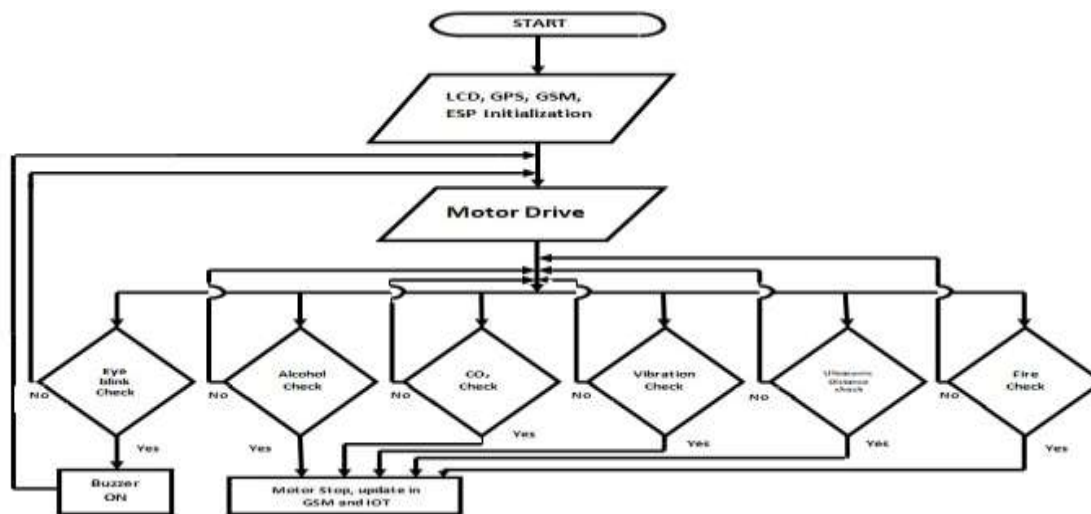 START
LCD, GPS, GSM,
ESP Initialization
Motor Drive
Eye
blink
Check
Alcohol
Check
CO₂
Check
Vibration
Check
Ultrasonic
Distance
check
Fire
Check
No
No
No
No
No
No
Yes
Yes
Yes
Yes
Yes
Yes
Buzzer
ON
Motor Stop, update in
GSM and IOT